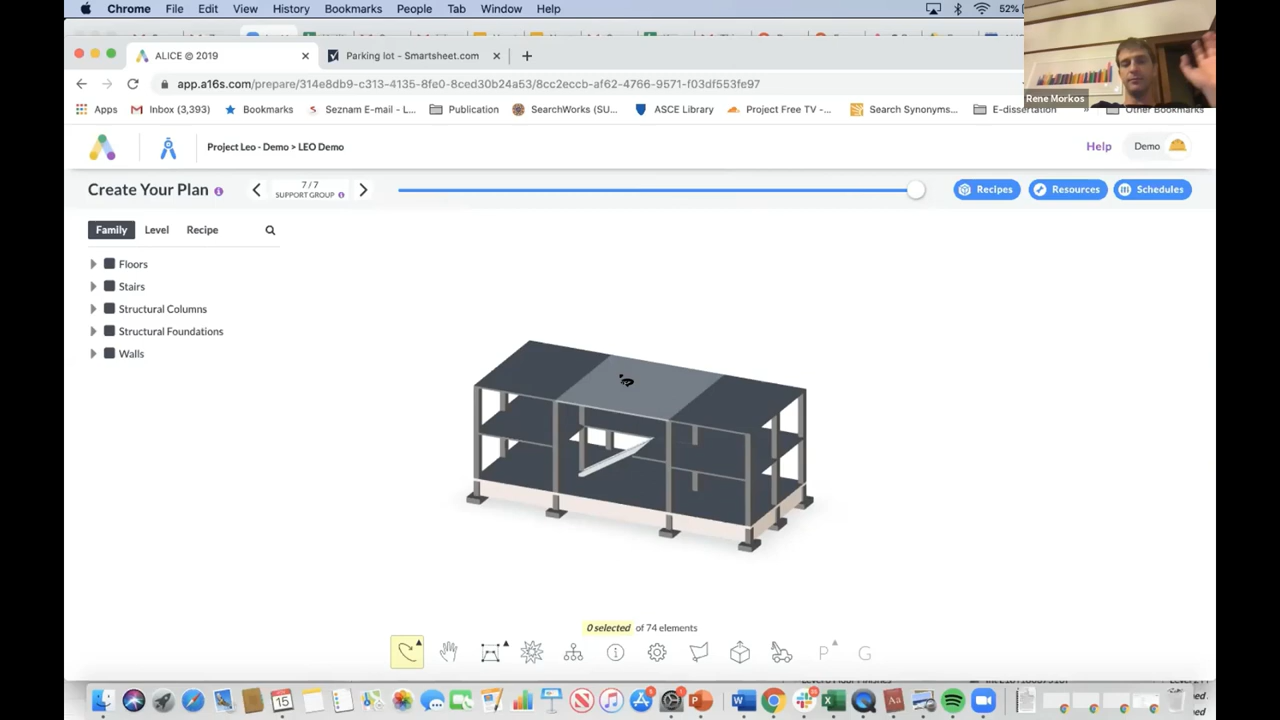 Chrome File Edit View History Bookmarks People Tab Window Help 52%
ALICE © 2019
Parking lot - Smartsheet.com
app.a16s.com/prepare/314e8db9-c313-4135-8fe0-8ced30b24a53/8cc2eccb-af62-4766-9571-f03df553fe97
Apps Inbox (3,393) Bookmarks Seznam E-mail - L... Publication SearchWorks (SU... ASCE Library Project Free TV -... Search Synonyms... E-dissertation » Other Bookmarks
Rene Morkos
Project Leo - Demo > LEO Demo
Help
Demo
Create Your Plan
7/7
SUPPORT GROUP
Recipes
Resources
Schedules
Family Level Recipe
Floors
Stairs
Structural Columns
Structural Foundations
Walls
0 selected of 74 elements
P G
15